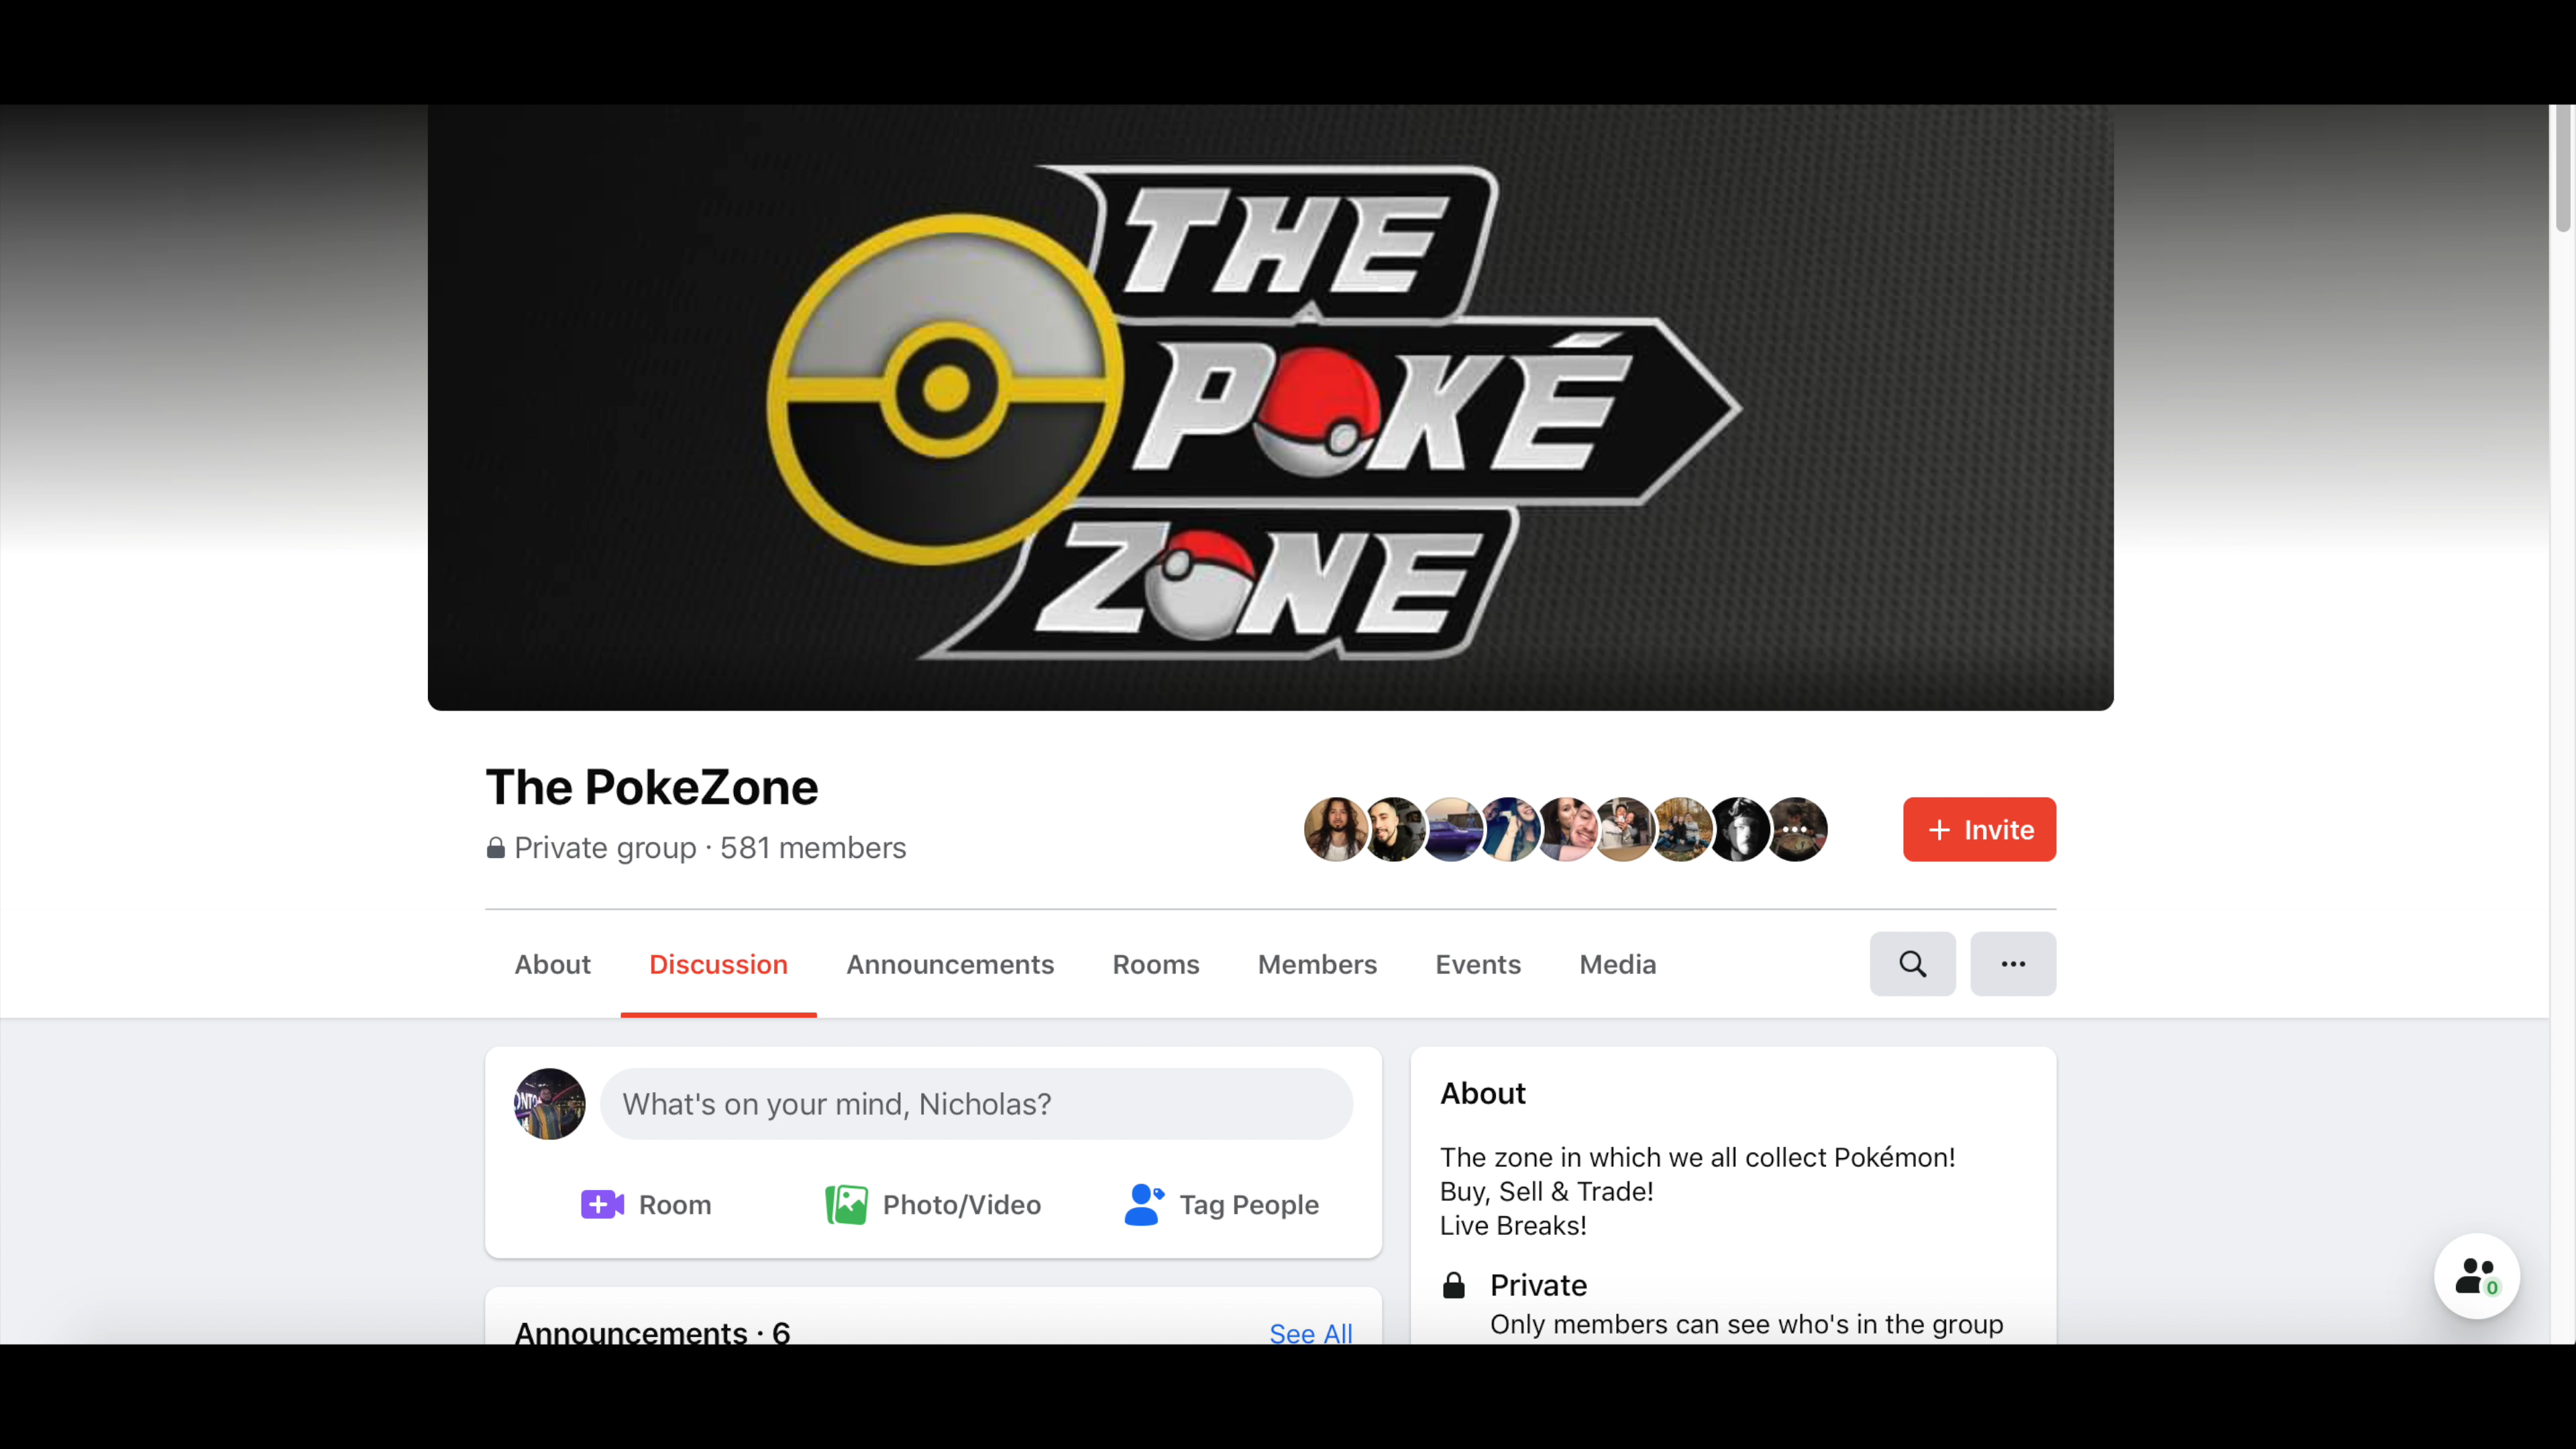 THE
POKÉ
ZONE
The PokeZone
Private group · 581 members
+ Invite
About Discussion Announcements Rooms Members Events Media
What's on your mind, Nicholas?
Room Photo/Video Tag People
Announcements · 6 See All
About
The zone in which we all collect Pokémon!
Buy, Sell & Trade!
Live Breaks!
Private
Only members can see who's in the group
0